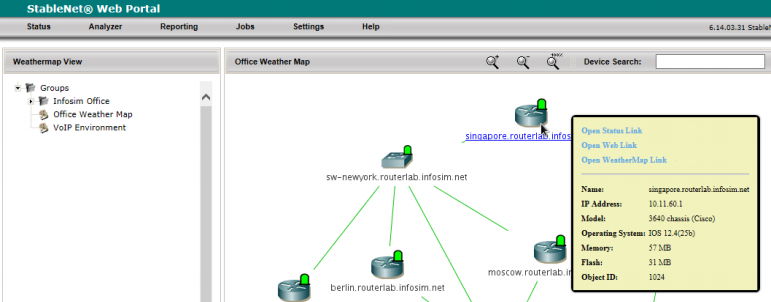 StableNet® Web Portal
Status Analyzer Reporting Jobs Settings Help 6.14.03.31 StableN
Weathermap View
Office Weather Map
Device Search:
Groups
Infosim Office
Office Weather Map
VoIP Environment
singapore.routerlab.infos
sw-newyork.routerlab.infosim.net
moscow.routerlab.i
berlin.routerlab.infosim.net
Open Status Link
Open Web Link
Open WeatherMap Link
Name: singapore.routerlab.infosim.net
IP Address: 10.11.60.1
Model: 3640 chassis (Cisco)
Operating System: IOS 12.4(25b)
Memory: 57 MB
Flash: 31 MB
Object ID: 1024